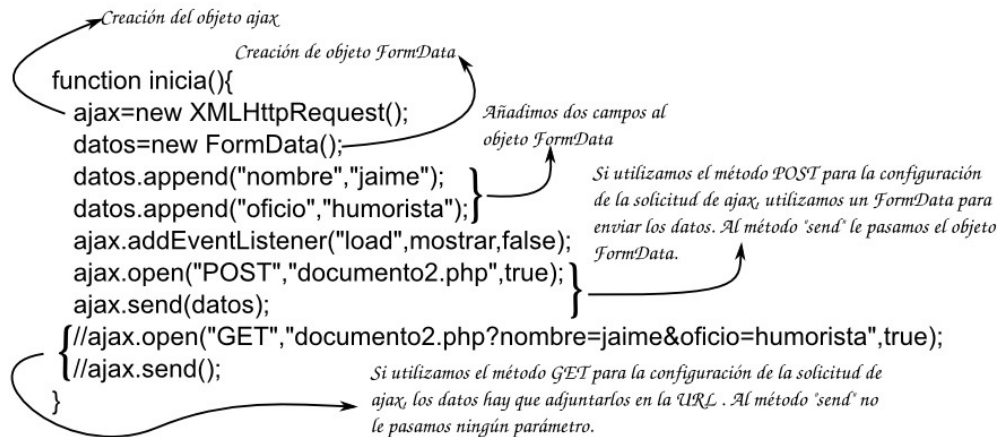 Creación del objeto ajax
Creación de objeto FormData
function inicia(){
ajax=new XMLHttpRequest();
datos=new FormData();
Añadimos dos campos al
objeto FormData
datos.append("nombre","jaime");
datos.append("oficio","humorista");
Si utilizamos el método POST para la configuración
de la solicitud de ajax, utilizamos un FormData para
enviar los datos. Al método "send" le pasamos el objeto
FormData.
ajax.addEventListener("load",mostrar,false);
ajax.open("POST","documento2.php",true);
ajax.send(datos);
//ajax.open("GET","documento2.php?nombre=jaime&oficio=humorista",true);
//ajax.send();
}
Si utilizamos el método GET para la configuración de la solicitud de
ajax, los datos hay que adjuntarlos en la URL . Al método "send" no
le pasamos ningún parámetro.